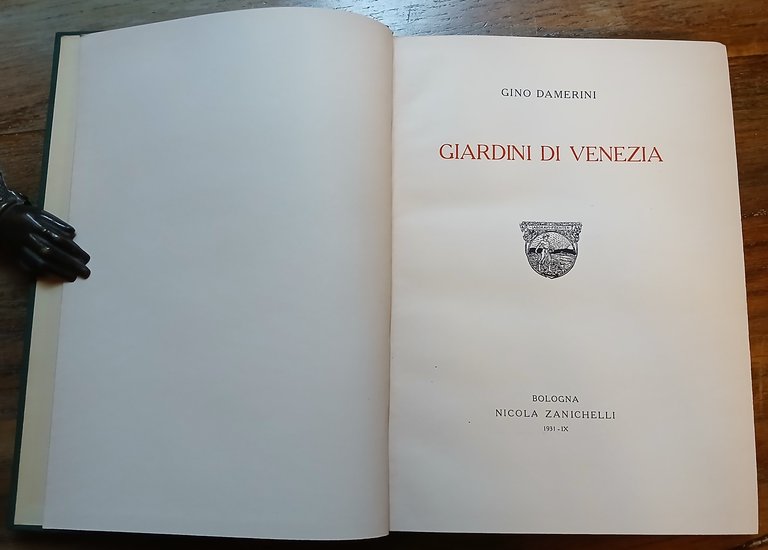 GINO DAMERINI
GIARDINI DI VENEZIA
BOLOGNA
NICOLA ZANICHELLI
1931 - IX